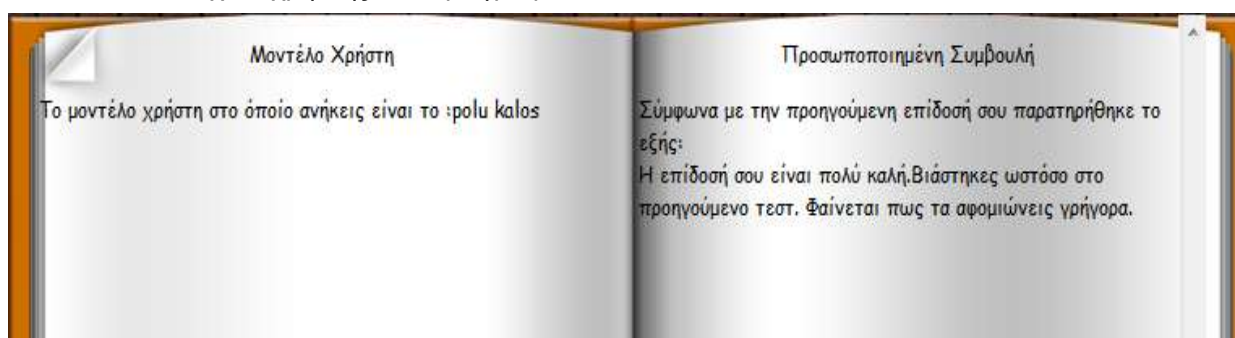 Μοντέλο Χρήστη
Το μοντέλο χρήστη στο όποίο ανήκεις είναι το :polu kalos
Προσωποποιημένη Συμβουλή
Σύμφωνα με την προηγούμενη επίδοσή σου παρατηρήθηκε το
εξής:
Η επίδοσή σου είναι πολύ καλή.Βιάστηκες ωστόσο στο
προηγούμενο τεστ. Φαίνεται πως τα αφομιώνεις γρήγορα.